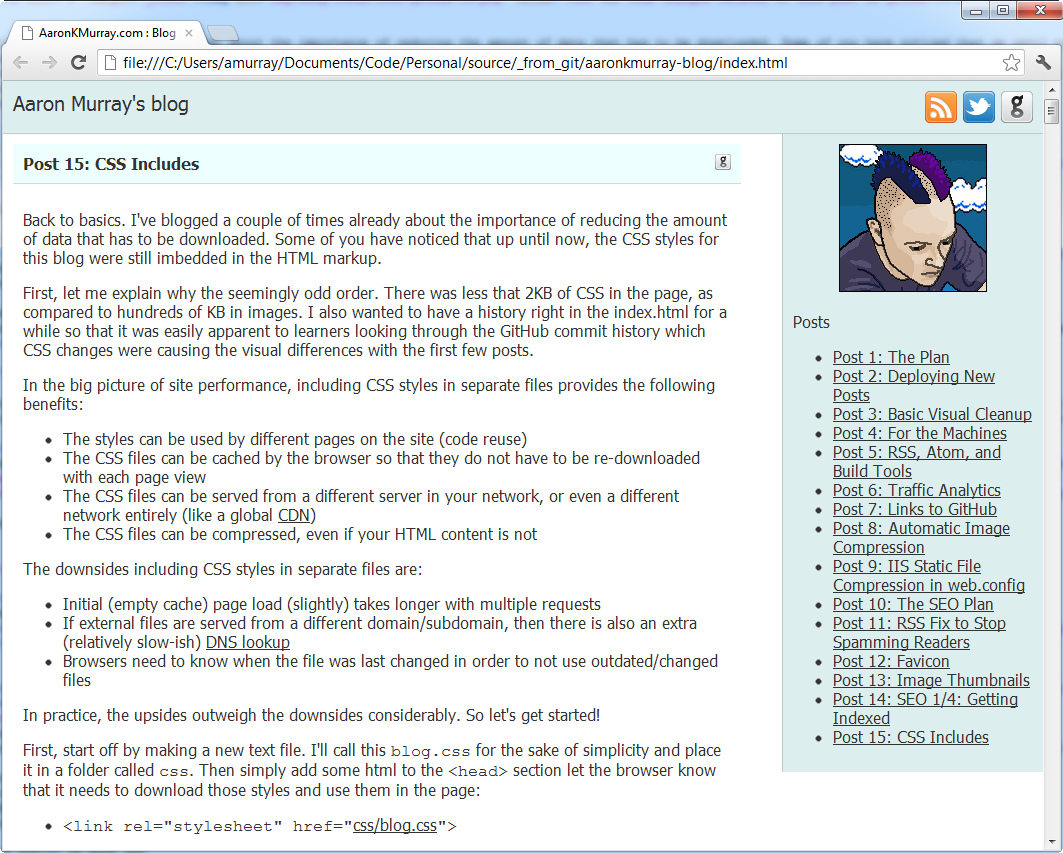 AaronKMurray.com : Blog
file:///C:/Users/amurray/Documents/Code/Personal/source/_from_git/aaronkmurray-blog/index.html
Aaron Murray's blog
g
Post 15: CSS Includes
g
Back to basics. I've blogged a couple of times already about the importance of reducing the amount
of data that has to be downloaded. Some of you have noticed that up until now, the CSS styles for
this blog were still imbedded in the HTML markup.
First, let me explain why the seemingly odd order. There was less that 2KB of CSS in the page, as
compared to hundreds of KB in images. I also wanted to have a history right in the index.html for a
while so that it was easily apparent to learners looking through the GitHub commit history which
CSS changes were causing the visual differences with the first few posts.
In the big picture of site performance, including CSS styles in separate files provides the following
benefits:
The styles can be used by different pages on the site (code reuse)
The CSS files can be cached by the browser so that they do not have to be re-downloaded
with each page view
The CSS files can be served from a different server in your network, or even a different
network entirely (like a global CDN)
The CSS files can be compressed, even if your HTML content is not
The downsides including CSS styles in separate files are:
Initial (empty cache) page load (slightly) takes longer with multiple requests
If external files are served from a different domain/subdomain, then there is also an extra
(relatively slow-ish) DNS lookup
Browsers need to know when the file was last changed in order to not use outdated/changed
files
In practice, the upsides outweigh the downsides considerably. So let's get started!
First, start off by making a new text file. I'll call this blog.css for the sake of simplicity and place
it in a folder called css. Then simply add some html to the <head> section let the browser know
that it needs to download those styles and use them in the page:
<link rel="stylesheet" href="css/blog.css">
Posts
Post 1: The Plan
Post 2: Deploying New
Posts
Post 3: Basic Visual Cleanup
Post 4: For the Machines
Post 5: RSS, Atom, and
Build Tools
Post 6: Traffic Analytics
Post 7: Links to GitHub
Post 8: Automatic Image
Compression
Post 9: IIS Static File
Compression in web.config
Post 10: The SEO Plan
Post 11: RSS Fix to Stop
Spamming Readers
Post 12: Favicon
Post 13: Image Thumbnails
Post 14: SEO 1/4: Getting
Indexed
Post 15: CSS Includes